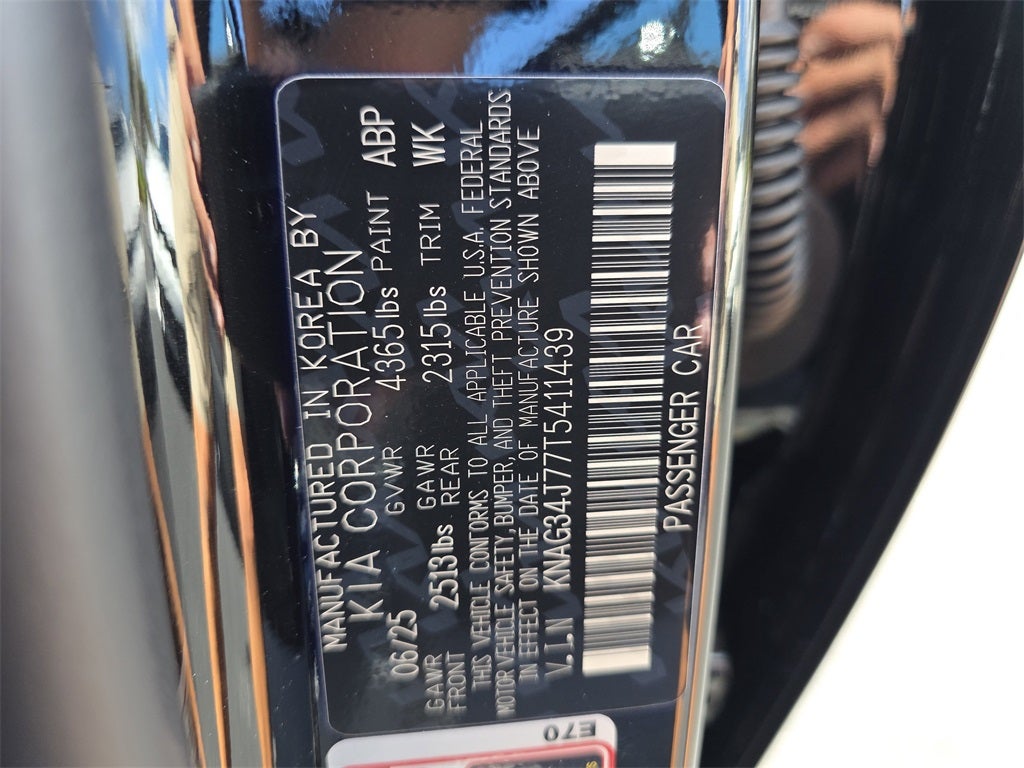 MANUFACTURED IN KOREA BY
KIA CORPORATION
06/25 GVWR 4365lbs PAINT ABP
GAWR FRONT 2513lbs GAWR REAR 2315lbs TRIM WK
THIS VEHICLE CONTORMS TO ALL APPLICABLE U.S.A. FEDERAL
MOTOR VEHICLE SAFETY, BUMPER, AND THEFT PREVENTION STANDARDS
IN EFFECT ON THE DATE OF MANUFACTURE SHOWN ABOVE
V.I.N KNAG34J77T5411439
PASSENGER CAR
E70